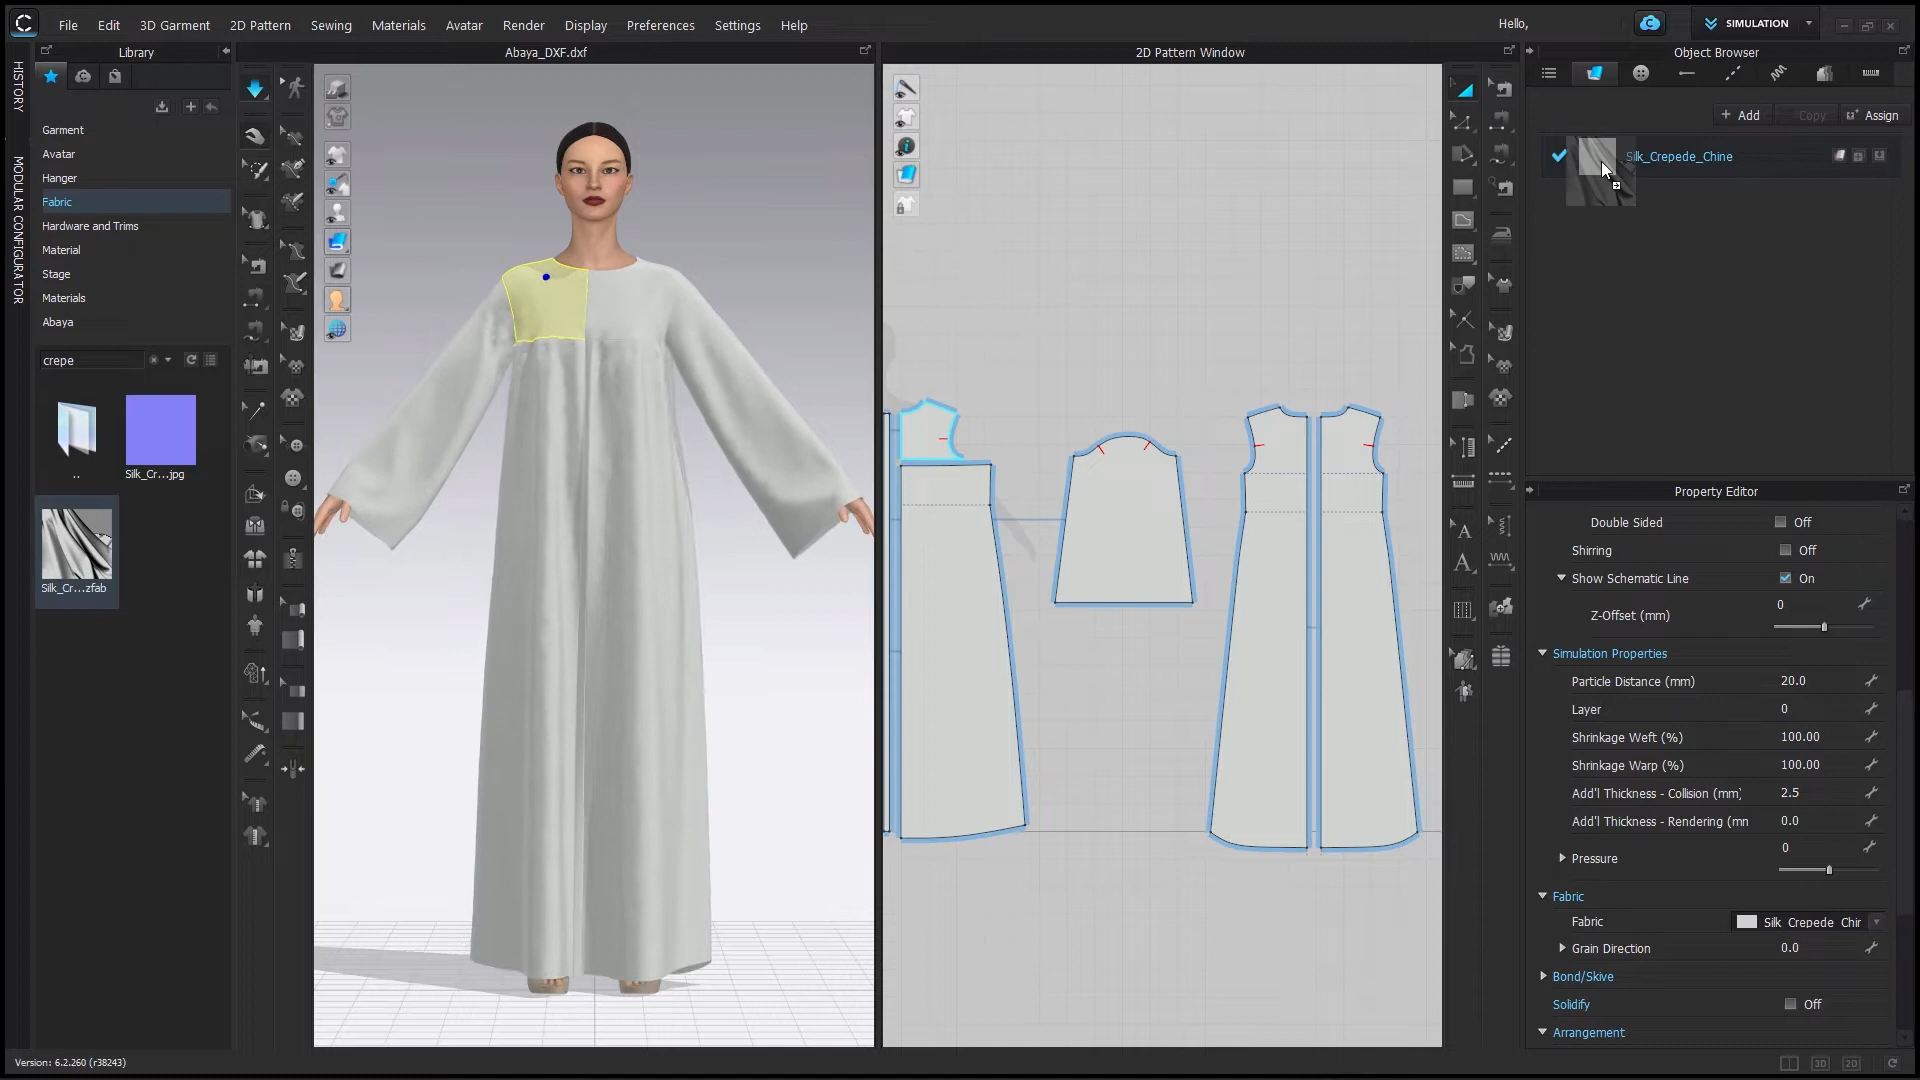 File Edit 3D Garment 2D Pattern Sewing Materials Avatar Render Display Preferences Settings Help
Hello,
SIMULATION
Library
Abaya_DXF.dxf
2D Pattern Window
Object Browser
HISTORY
MODULAR CONFIGURATOR
Garment
Avatar
Hanger
Fabric
Hardware and Trims
Material
Stage
Materials
Abaya
crepe
..
Silk_Cr...jpg
Silk_Cr...zfab
+ Add
Copy
Assign
Silk_Crepede_Chine
Property Editor
Double Sided Off
Shirring Off
Show Schematic Line On
Z-Offset (mm) 0
Simulation Properties
Particle Distance (mm) 20.0
Layer 0
Shrinkage Weft (%) 100.00
Shrinkage Warp (%) 100.00
Add'l Thickness - Collision (mm) 2.5
Add'l Thickness - Rendering (mm 0.0
Pressure 0
Fabric
Fabric Silk_Crepede_Chir
Grain Direction 0.0
Bond/Skive
Solidify Off
Arrangement
Version: 6.2.260 (r38243)
3D
2D